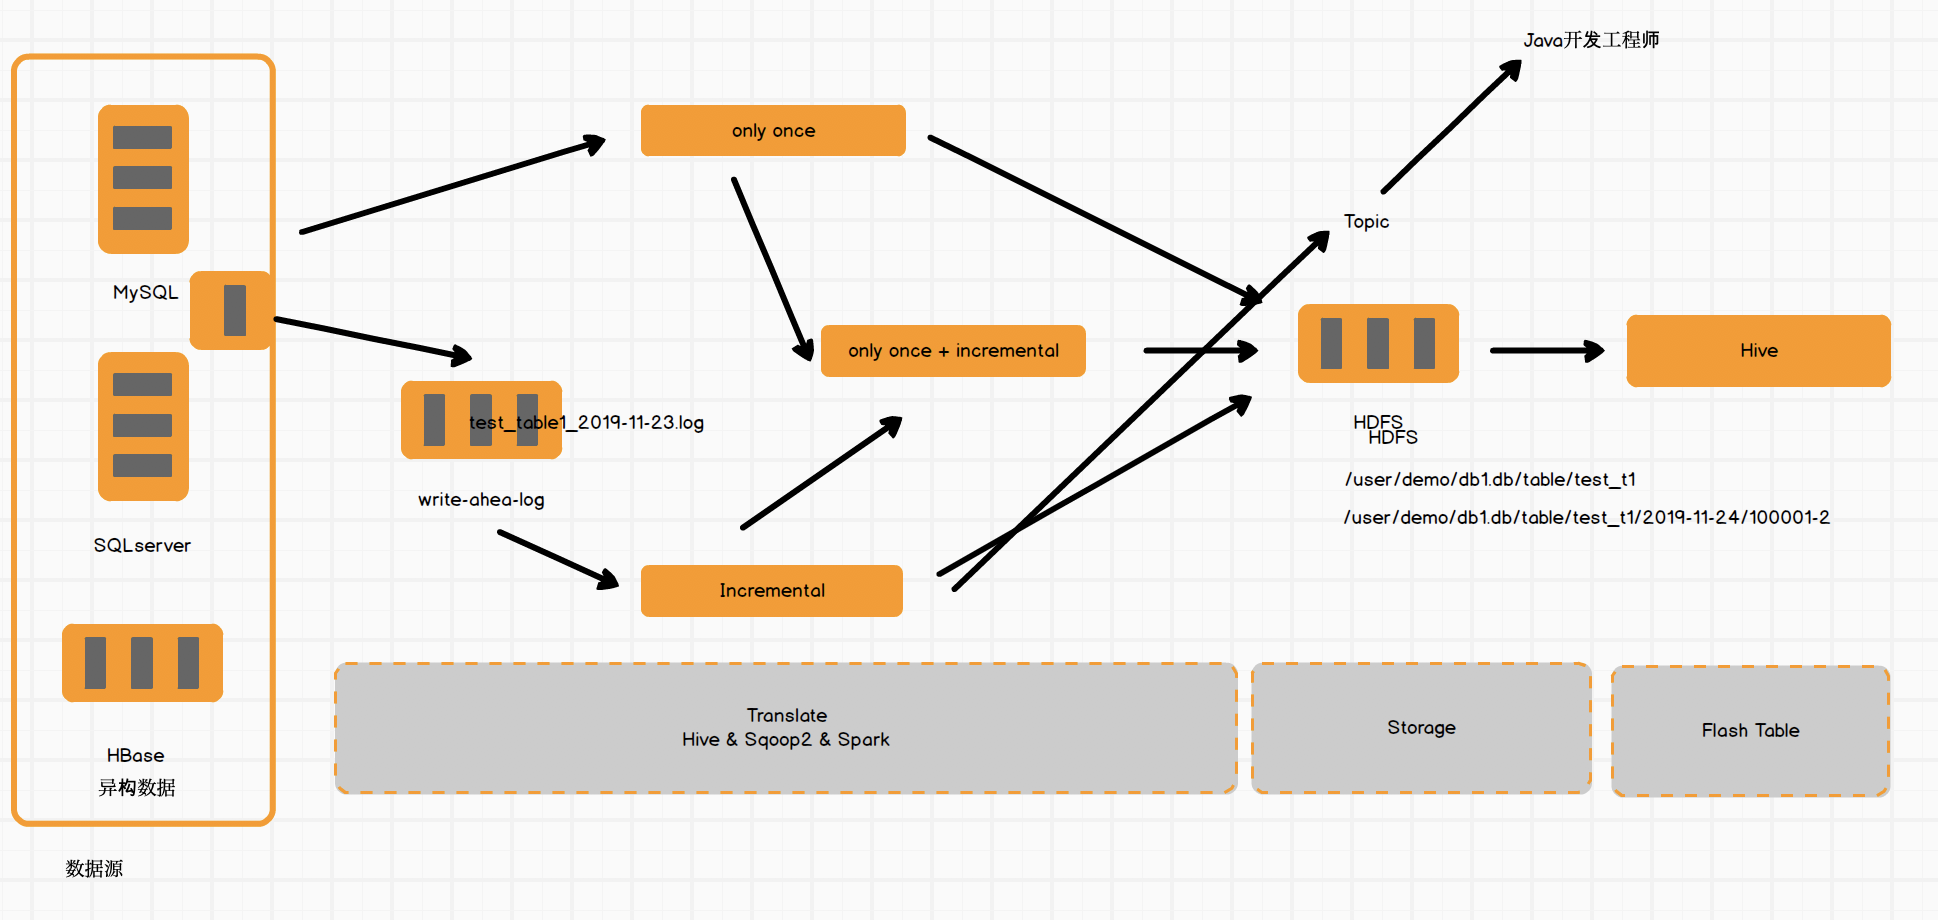 Java开发工程师
only once
Topic
MySQL
only once + incremental
Hive
test_table1_2019-11-23.log
HDFS
HDFS
/user/demo/db1.db/table/test_t1
write-ahea-log
/user/demo/db1.db/table/test_t1/2019-11-24/100001-2
SQLserver
Incremental
Translate
Hive & Sqoop2 & Spark
Storage
Flash Table
HBase
异构数据
数据源